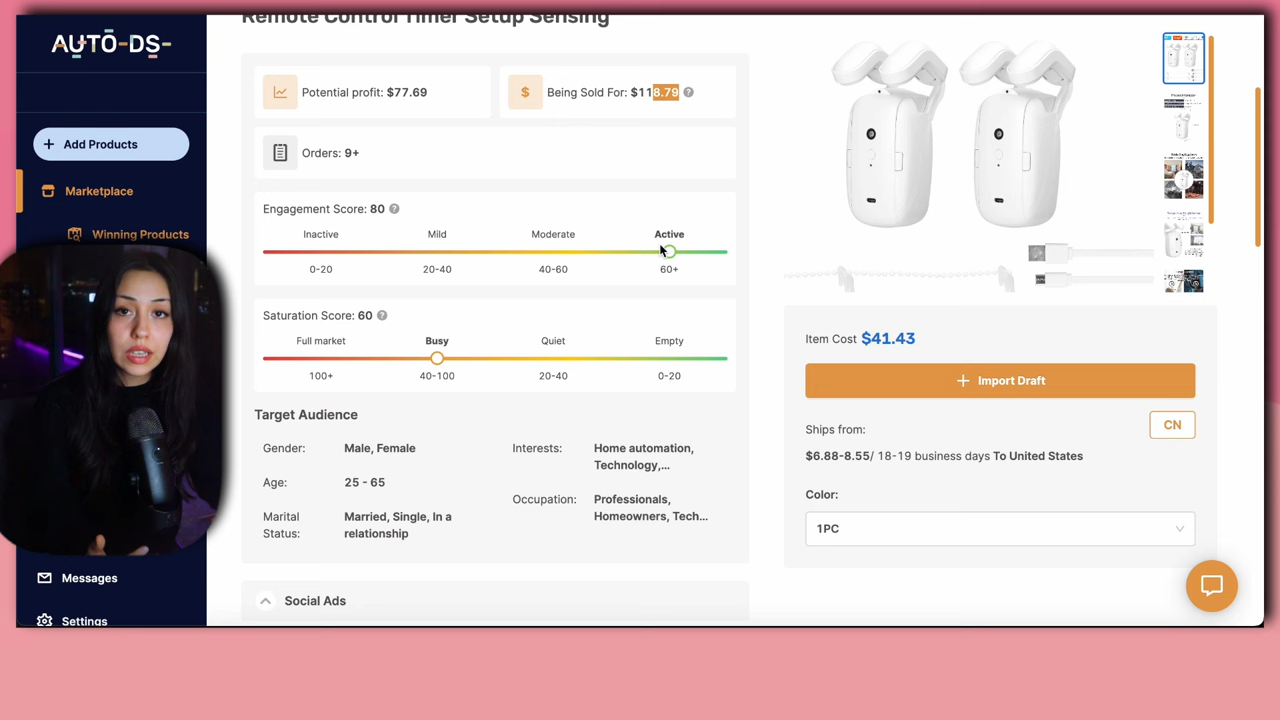 Remote Control Timer Setup Sensing
AUTO-DS-
Add Products
Marketplace
Winning Products
Messages
Settings
Potential profit: $77.69
Being Sold For: $118.79
Orders: 9+
Engagement Score: 80
Inactive Mild Moderate Active
0-20 20-40 40-60 60+
Saturation Score: 60
Full market Busy Quiet Empty
100+ 40-100 20-40 0-20
Target Audience
Gender: Male, Female
Age: 25 - 65
Marital Status: Married, Single, In a relationship
Interests: Home automation, Technology,...
Occupation: Professionals, Homeowners, Tech...
Social Ads
Item Cost $41.43
+ Import Draft
Ships from:
CN
$6.88-8.55/ 18-19 business days To United States
Color:
1PC